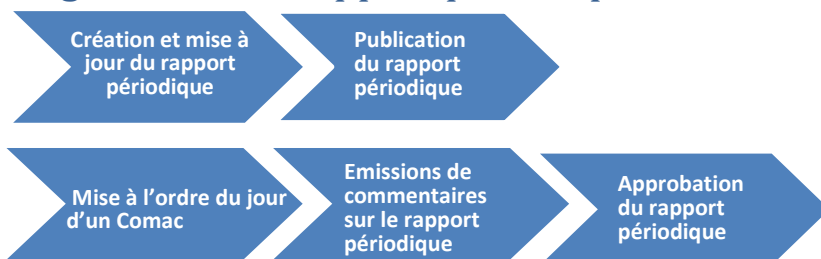 Création et mise à
jour du rapport
périodique
Publication
du rapport
périodique
Mise à l’ordre du jour
d’un Comac
Emissions de
commentaires
sur le rapport
périodique
Approbation
du rapport
périodique